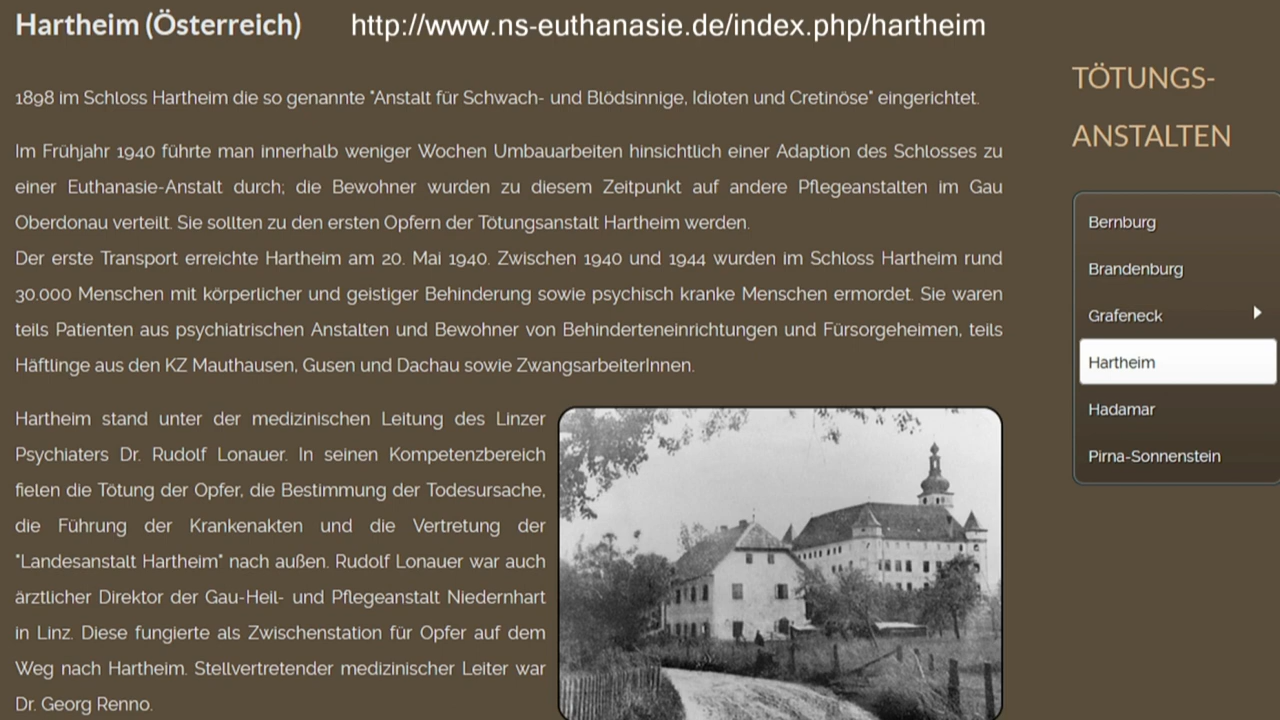 Hartheim (Österreich)
http://www.ns-euthanasie.de/index.php/hartheim
1898 im Schloss Hartheim die so genannte "Anstalt für Schwach- und Blödsinnige, Idioten und Cretinöse" eingerichtet.
Im Frühjahr 1940 führte man innerhalb weniger Wochen Umbauarbeiten hinsichtlich einer Adaption des Schlosses zu
einer Euthanasie-Anstalt durch; die Bewohner wurden zu diesem Zeitpunkt auf andere Pflegeanstalten im Gau
Oberdonau verteilt. Sie sollten zu den ersten Opfern der Tötungsanstalt Hartheim werden.
Der erste Transport erreichte Hartheim am 20. Mai 1940. Zwischen 1940 und 1944 wurden im Schloss Hartheim rund
30.000 Menschen mit körperlicher und geistiger Behinderung sowie psychisch kranke Menschen ermordet. Sie waren
teils Patienten aus psychiatrischen Anstalten und Bewohner von Behinderteneinrichtungen und Fürsorgeheimen, teils
Häftlinge aus den KZ Mauthausen, Gusen und Dachau sowie ZwangsarbeiterInnen.
Hartheim stand unter der medizinischen Leitung des Linzer
Psychiaters Dr. Rudolf Lonauer. In seinen Kompetenzbereich
fielen die Tötung der Opfer, die Bestimmung der Todesursache,
die Führung der Krankenakten und die Vertretung der
"Landesanstalt Hartheim" nach außen. Rudolf Lonauer war auch
ärztlicher Direktor der Gau-Heil- und Pflegeanstalt Niedernhart
in Linz. Diese fungierte als Zwischenstation für Opfer auf dem
Weg nach Hartheim. Stellvertretender medizinischer Leiter war
Dr. Georg Renno.
TÖTUNGS-
ANSTALTEN
Bernburg
Brandenburg
Grafeneck
Hartheim
Hadamar
Pirna-Sonnenstein